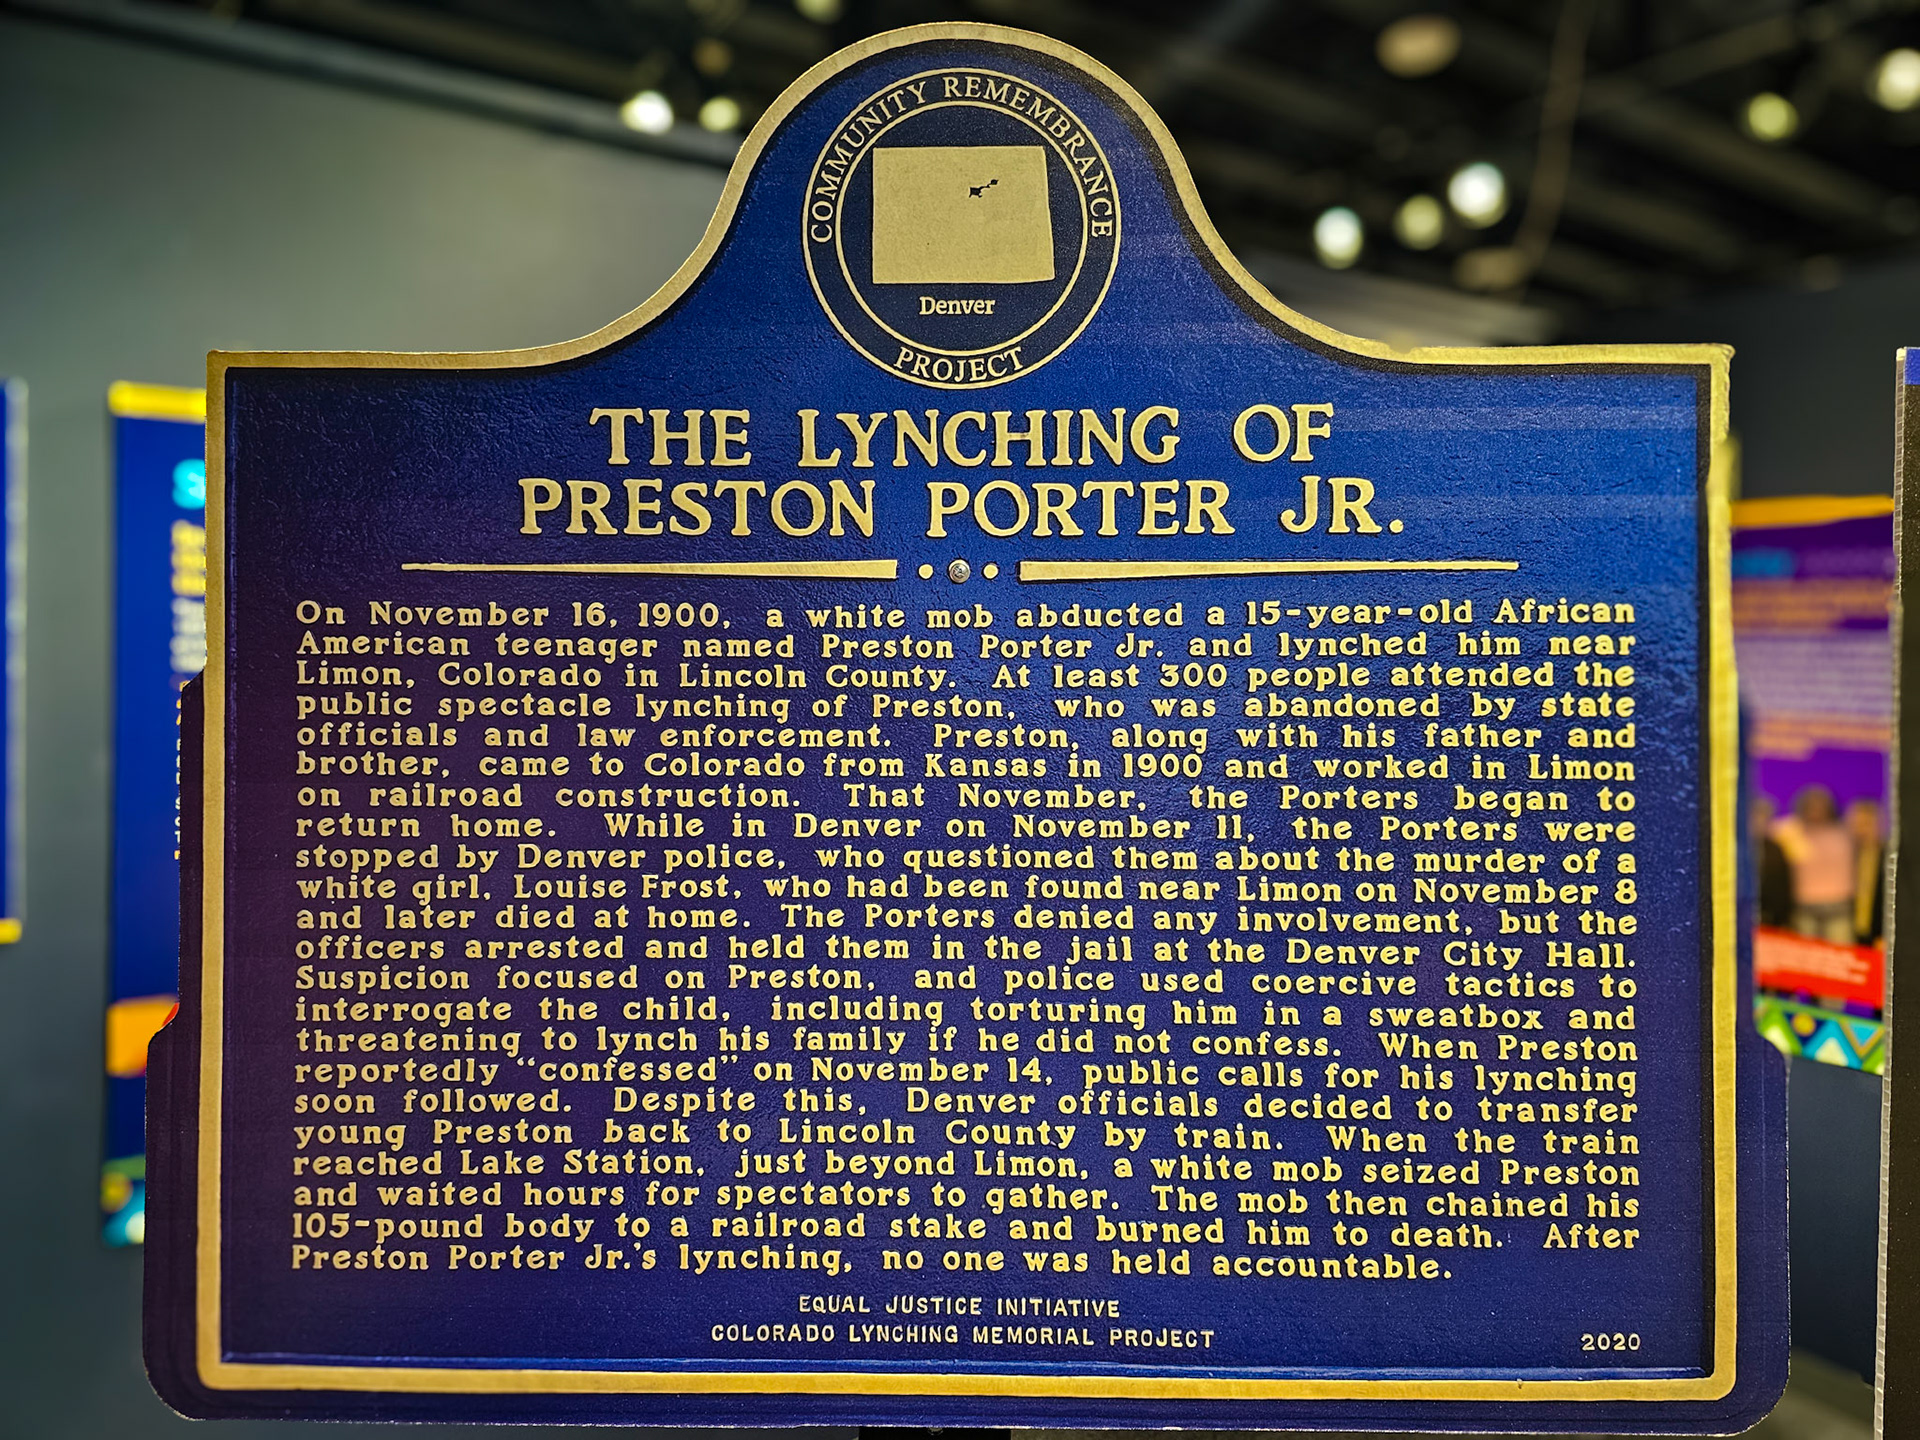 COMMUNITY REMEMBRANCE
Denver
PROJECT
THE LYNCHING OF
PRESTON PORTER JR.
On November 16, 1900, a white mob abducted a 15-year-old African
American teenager named Preston Porter Jr. and lynched him near
Limon, Colorado in Lincoln County. At least 300 people attended the
public spectacle lynching of Preston, who was abandoned by state
officials and law enforcement. Preston, along with his father and
brother, came to Colorado from Kansas in 1900 and worked in Limon
on railroad construction. That November, the Porters began to
return home. While in Denver on November 11, the Porters were
stopped by Denver police, who questioned them about the murder of a
white girl, Louise Frost, who had been found near Limon on November 8
and later died at home. The Porters denied any involvement, but the
officers arrested and held them in the jail at the Denver City Hall.
Suspicion focused on Preston, and police used coercive tactics to
interrogate the child, including torturing him in a sweatbox and
threatening to lynch his family if he did not confess. When Preston
reportedly “confessed” on November 14, public calls for his lynching
soon followed. Despite this, Denver officials decided to transfer
young Preston back to Lincoln County by train. When the train
reached Lake Station, just beyond Limon, a white mob seized Preston
and waited hours for spectators to gather. The mob then chained his
105-pound body to a railroad stake and burned him to death. After
Preston Porter Jr.'s lynching, no one was held accountable.
EQUAL JUSTICE INITIATIVE
COLORADO LYNCHING MEMORIAL PROJECT
2020